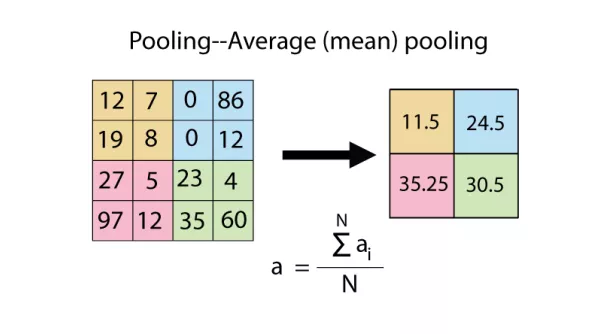 Pooling--Average (mean) pooling
12 7 0 86
19 8 0 12
27 5 23 4
97 12 35 60
11.5 24.5
35.25 30.5
N
a = Σ ai
N